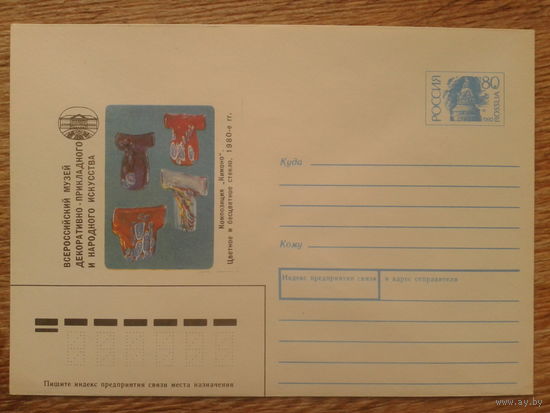 ВСЕРОССИЙСКИЙ МУЗЕЙ
ДЕКОРАТИВНО-ПРИКЛАДНОГО
И НАРОДНОГО ИСКУССТВА
Композиция „Кимоно“.
Цветное и бесцветное стекло. 1980-е гг.
РОССИЯ
80
ROSSIJA
Куда
Кому
Индекс предприятия связи
и адрес отправителя
Пишите индекс предприятия связи места назначения
www.ay.by